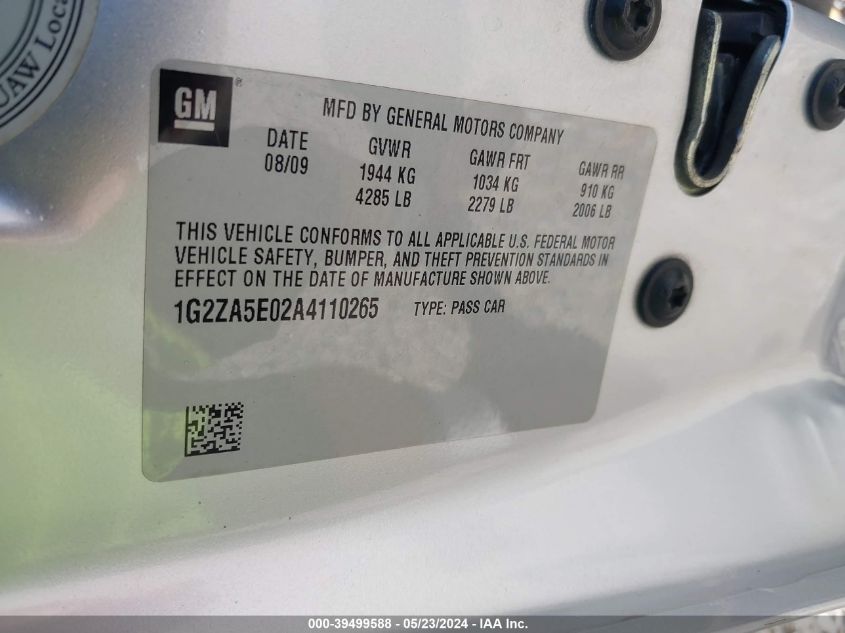 UAW Loca
GM ®
MFD BY GENERAL MOTORS COMPANY
DATE GVWR GAWR FRT GAWR RR
08/09 1944 KG 1034 KG 910 KG
4285 LB 2279 LB 2006 LB
THIS VEHICLE CONFORMS TO ALL APPLICABLE U.S. FEDERAL MOTOR
VEHICLE SAFETY, BUMPER, AND THEFT PREVENTION STANDARDS IN
EFFECT ON THE DATE OF MANUFACTURE SHOWN ABOVE.
1G2ZA5E02A4110265 TYPE: PASS CAR
000-39499588 - 05/23/2024 - IAA Inc.